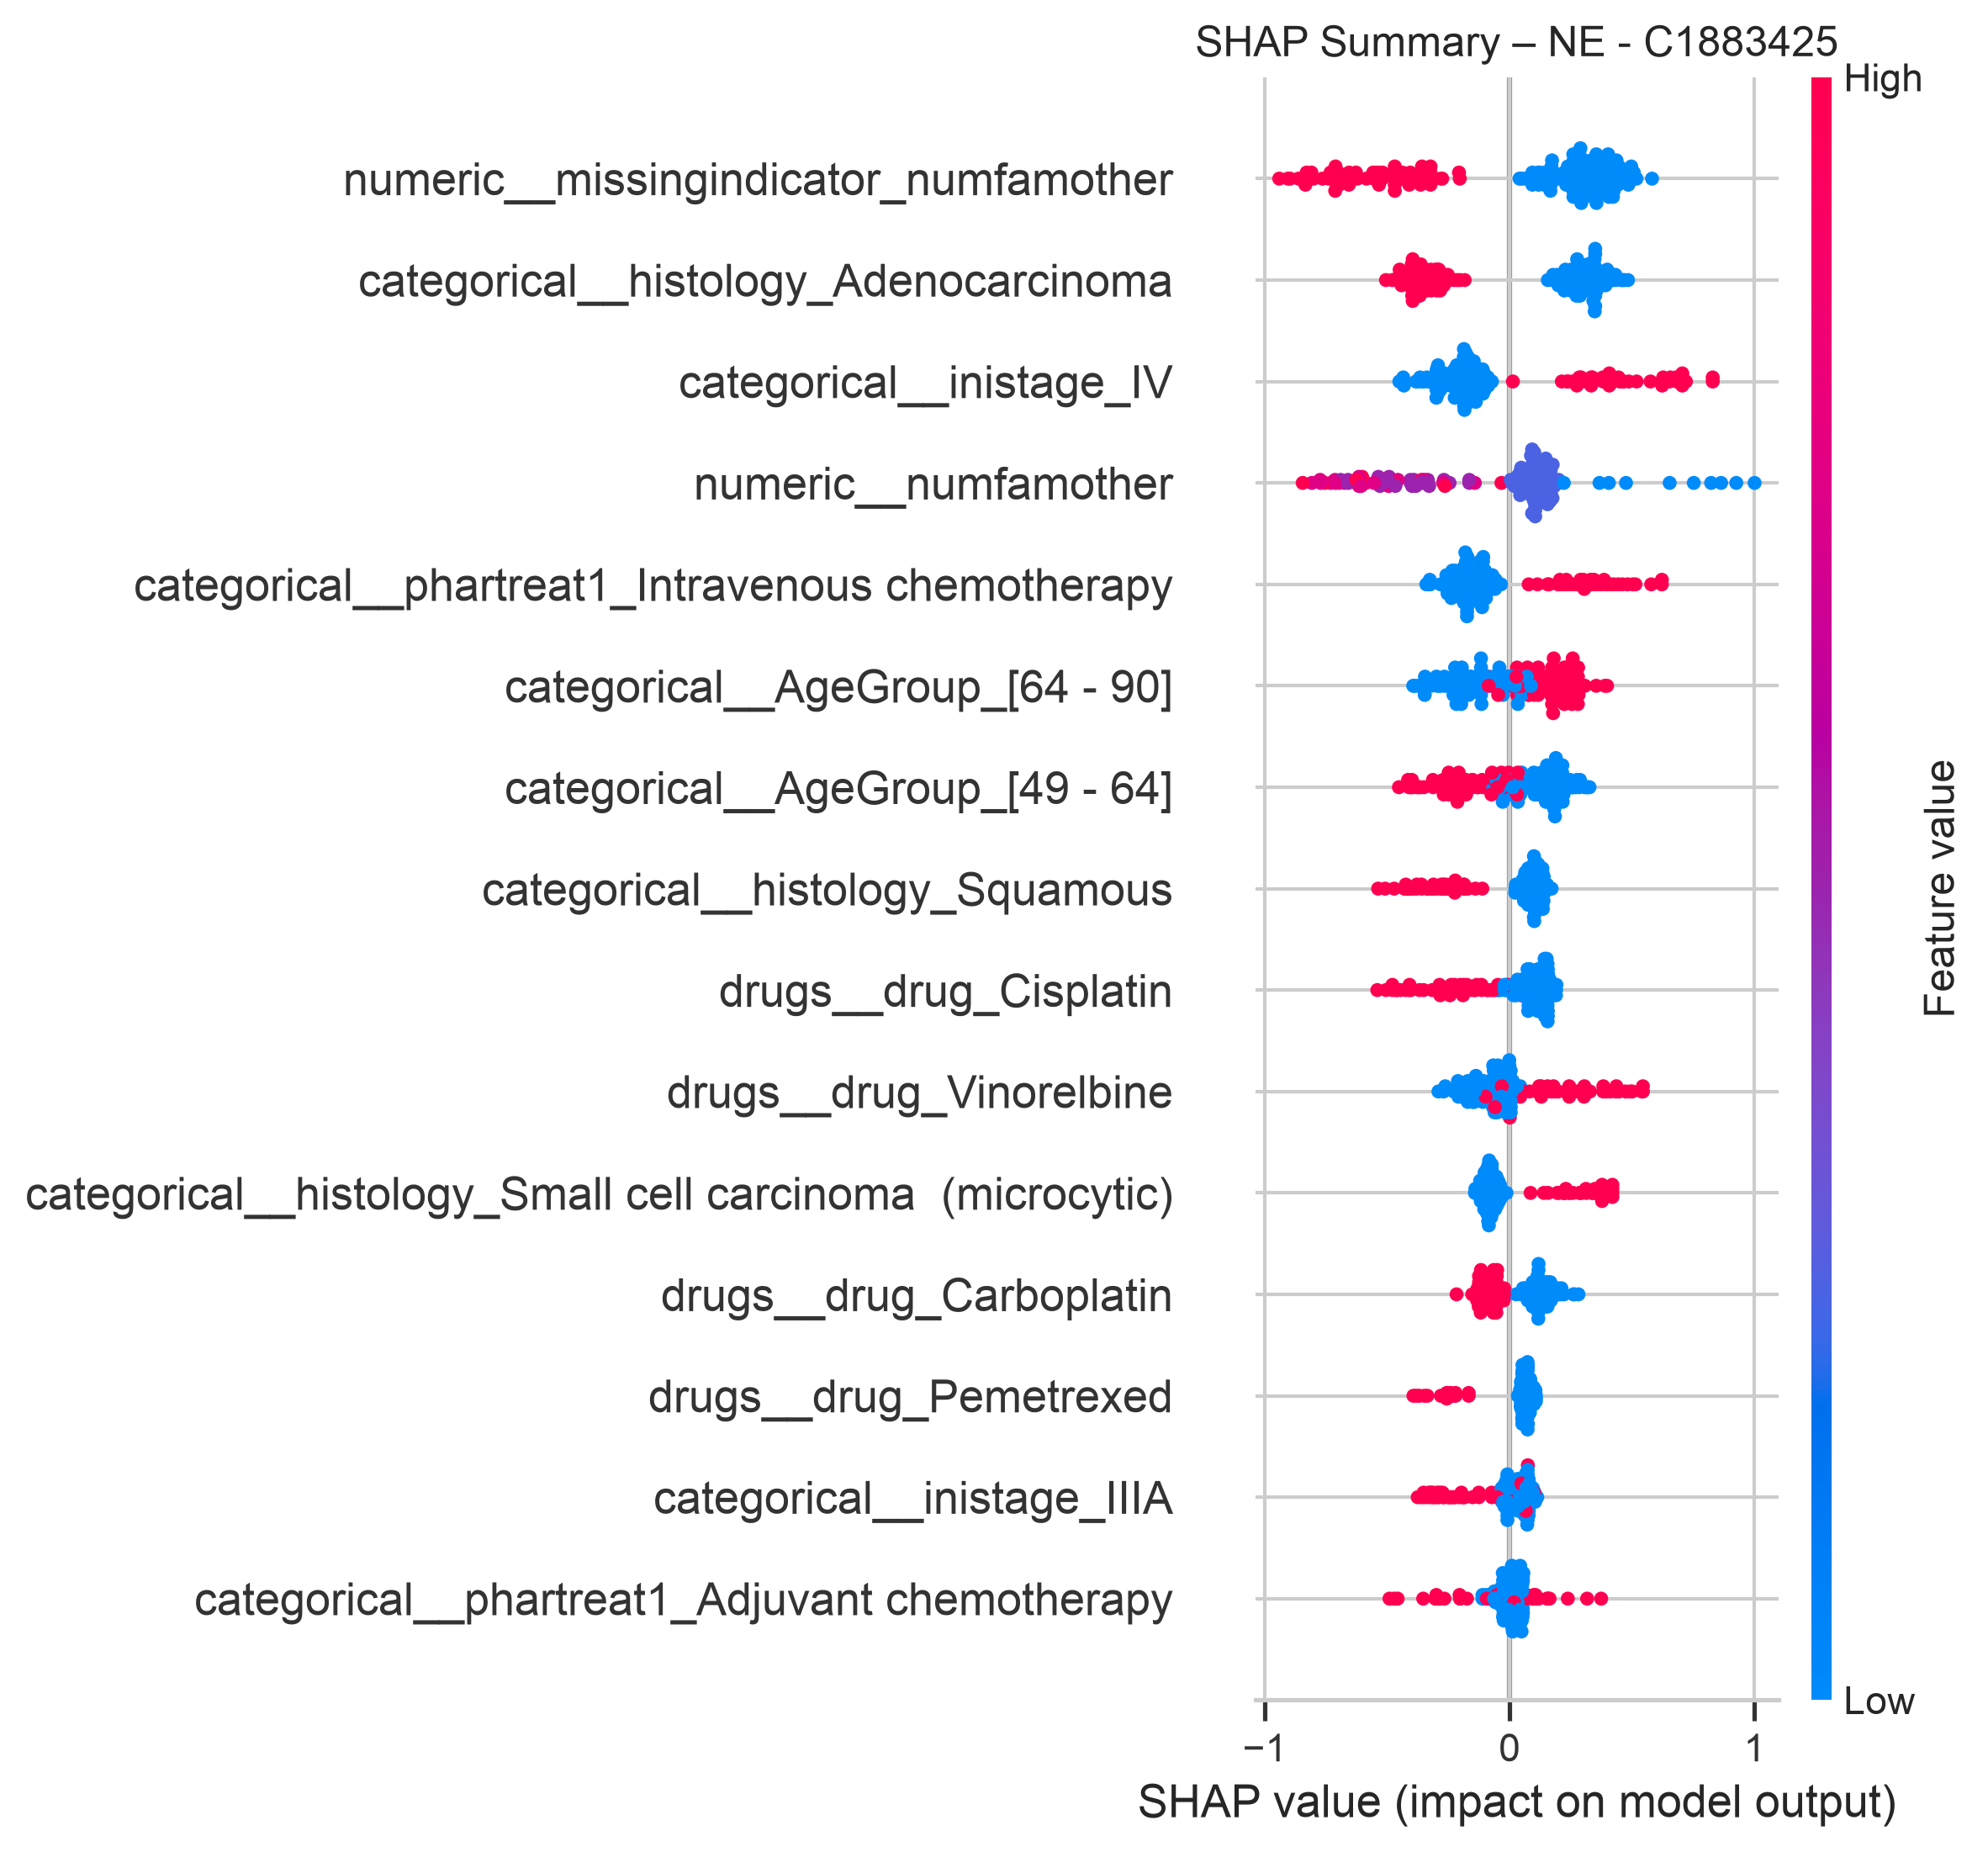 SHAP Summary – NE - C1883425
High
numeric__missingindicator_numfamother
categorical__histology_Adenocarcinoma
categorical__inistage_IV
numeric__numfamother
categorical__phartreat1_Intravenous chemotherapy
categorical__AgeGroup_[64 - 90]
categorical__AgeGroup_[49 - 64]
categorical__histology_Squamous
drugs__drug_Cisplatin
drugs__drug_Vinorelbine
categorical__histology_Small cell carcinoma  (microcytic)
drugs__drug_Carboplatin
drugs__drug_Pemetrexed
categorical__inistage_IIIA
categorical__phartreat1_Adjuvant chemotherapy
Feature value
Low
−1 0 1
SHAP value (impact on model output)